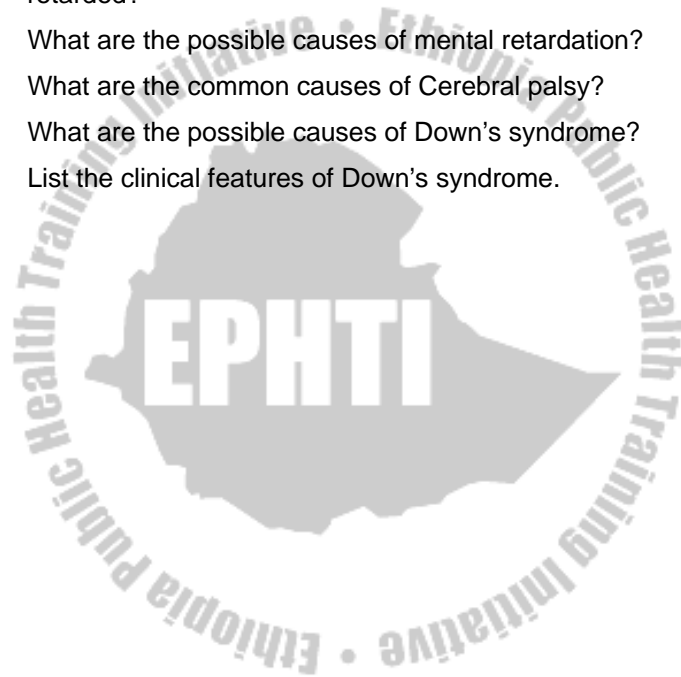 retarded?
What are the possible causes of mental retardation?
What are the common causes of Cerebral palsy?
What are the possible causes of Down's syndrome?
List the clinical features of Down's syndrome.
EPHTI
Ethiopia Public Health Training Initiative • Ethiopia Public Health Training Initiative •